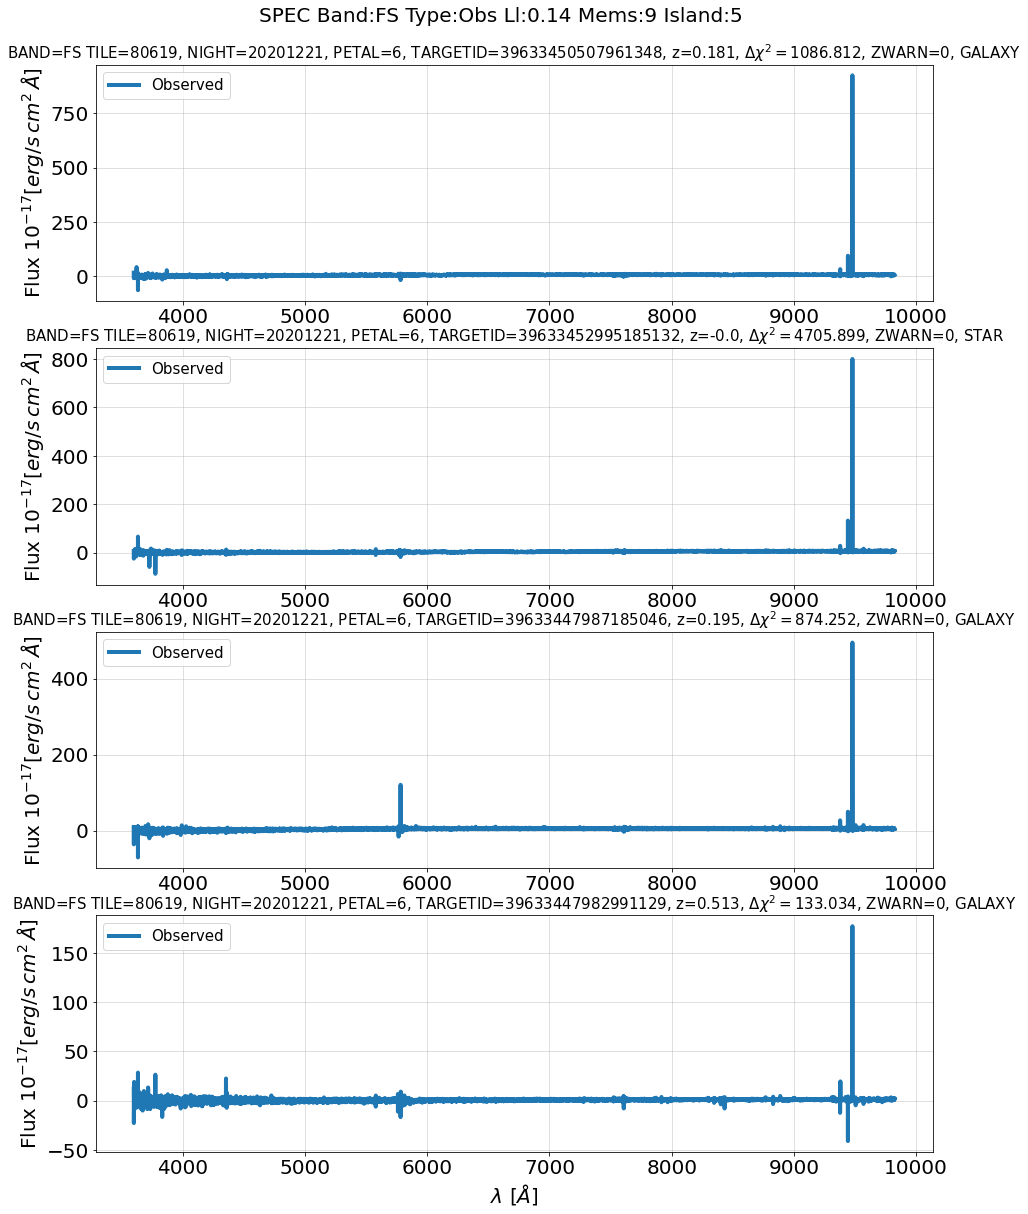 SPEC Band:FS Type:Obs Ll:0.14 Mems:9 Island:5
BAND=FS TILE=80619, NIGHT=20201221, PETAL=6, TARGETID=39633450507961348, z=0.181, Δχ² = 1086.812, ZWARN=0, GALAXY
Observed
Flux 10⁻¹⁷[erg/s cm² Å]
750
500
250
0
4000 5000 6000 7000 8000 9000 10000
BAND=FS TILE=80619, NIGHT=20201221, PETAL=6, TARGETID=39633452995185132, z=-0.0, Δχ² = 4705.899, ZWARN=0, STAR
Observed
Flux 10⁻¹⁷[erg/s cm² Å]
800
600
400
200
0
4000 5000 6000 7000 8000 9000 10000
BAND=FS TILE=80619, NIGHT=20201221, PETAL=6, TARGETID=39633447987185046, z=0.195, Δχ² = 874.252, ZWARN=0, GALAXY
Observed
Flux 10⁻¹⁷[erg/s cm² Å]
400
200
0
4000 5000 6000 7000 8000 9000 10000
BAND=FS TILE=80619, NIGHT=20201221, PETAL=6, TARGETID=39633447982991129, z=0.513, Δχ² = 133.034, ZWARN=0, GALAXY
Observed
Flux 10⁻¹⁷[erg/s cm² Å]
150
100
50
0
−50
4000 5000 6000 7000 8000 9000 10000
λ [Å]